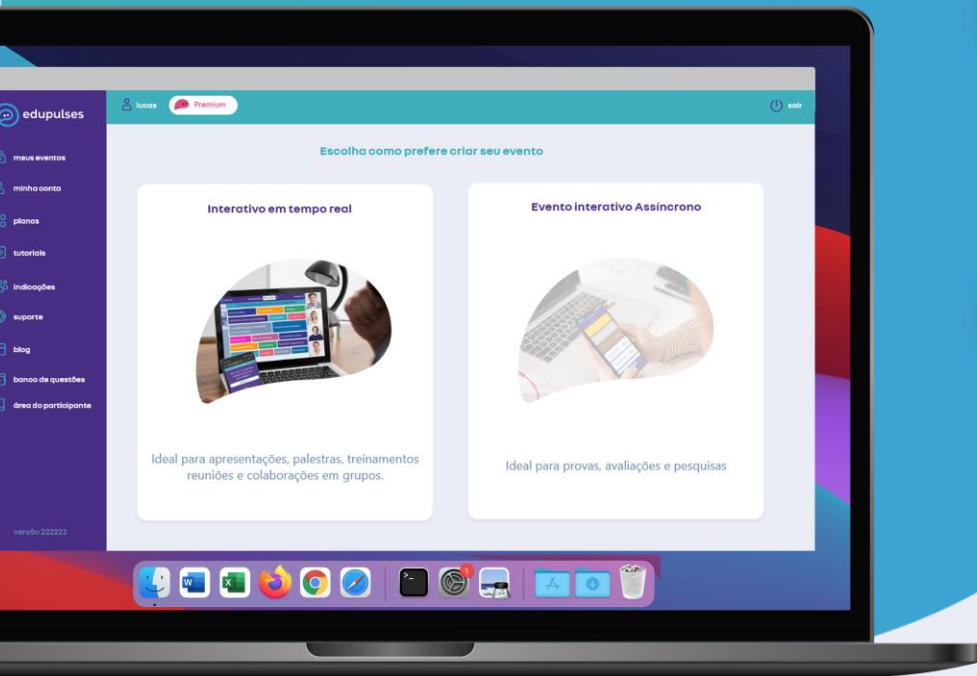 edupulses
lucas
Premium
sair
meus eventos
minha conta
planos
tutoriais
indicações
suporte
blog
banco de questões
área do participante
versão 222222
Escolha como prefere criar seu evento
Interativo em tempo real
Ideal para apresentações, palestras, treinamentos
reuniões e colaborações em grupos.
Evento interativo Assíncrono
Ideal para provas, avaliações e pesquisas
W
X
1